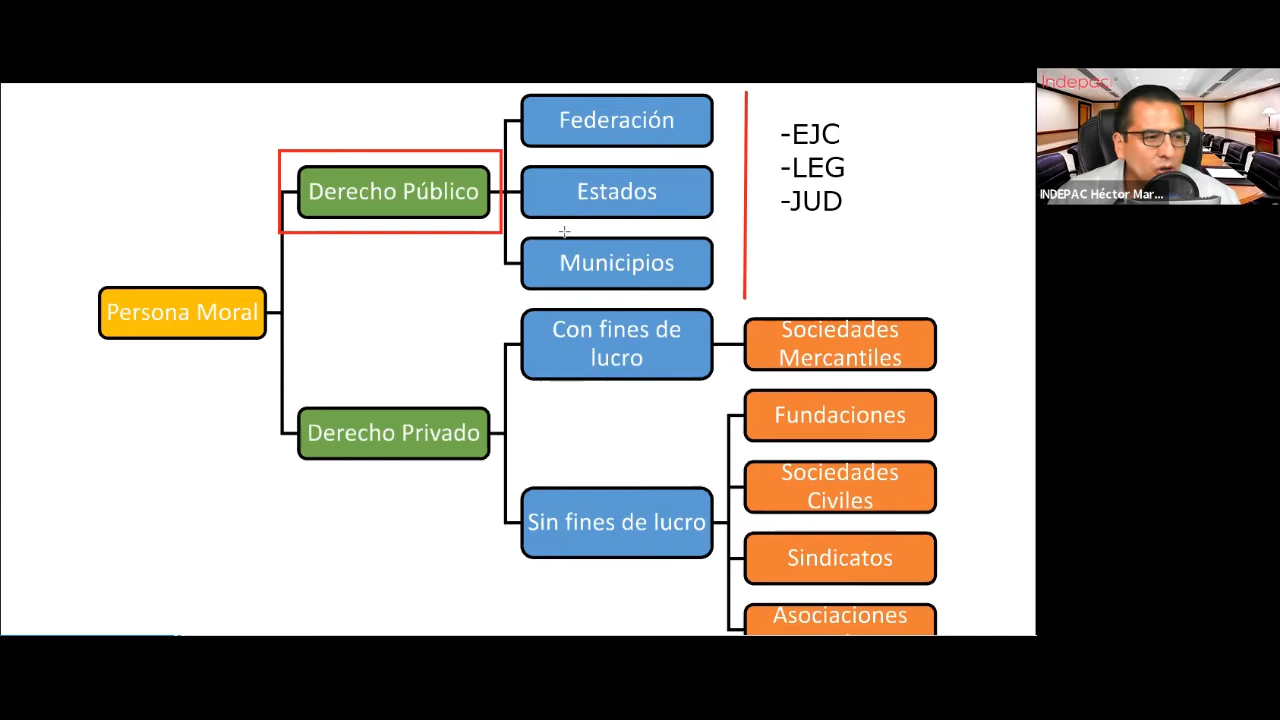 Federación
-EJC
-LEG
-JUD
Derecho Público
Estados
Municipios
Persona Moral
Con fines de
lucro
Sociedades
Mercantiles
Derecho Privado
Fundaciones
Sociedades
Civiles
Sin fines de lucro
Sindicatos
Asociaciones
Indepac
INDEPAC Héctor Mar...